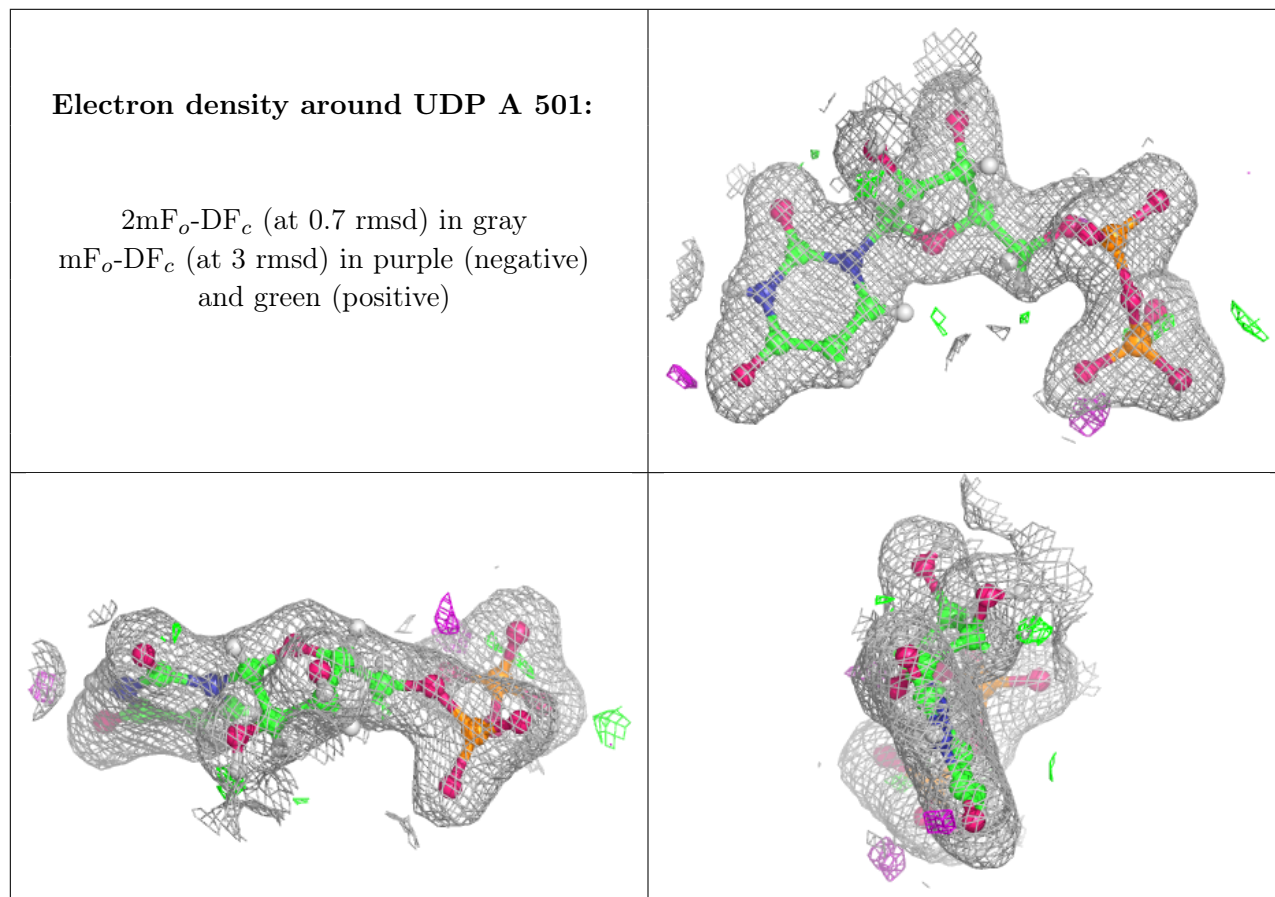 Electron density around UDP A 501:
2mFₒ-DF𝒸 (at 0.7 rmsd) in gray
mFₒ-DF𝒸 (at 3 rmsd) in purple (negative)
and green (positive)